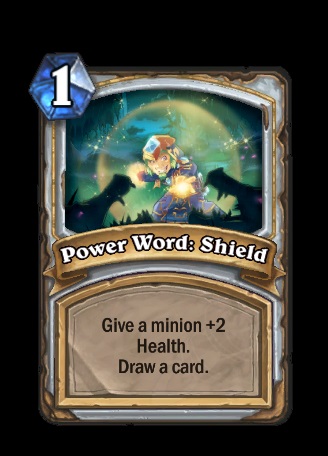 1
Power Word: Shield
Give a minion +2
Health.
Draw a card.